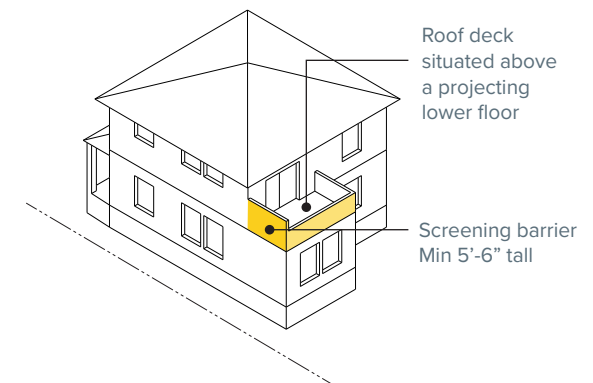 Roof deck
situated above
a projecting
lower floor
Screening barrier
Min 5’-6” tall